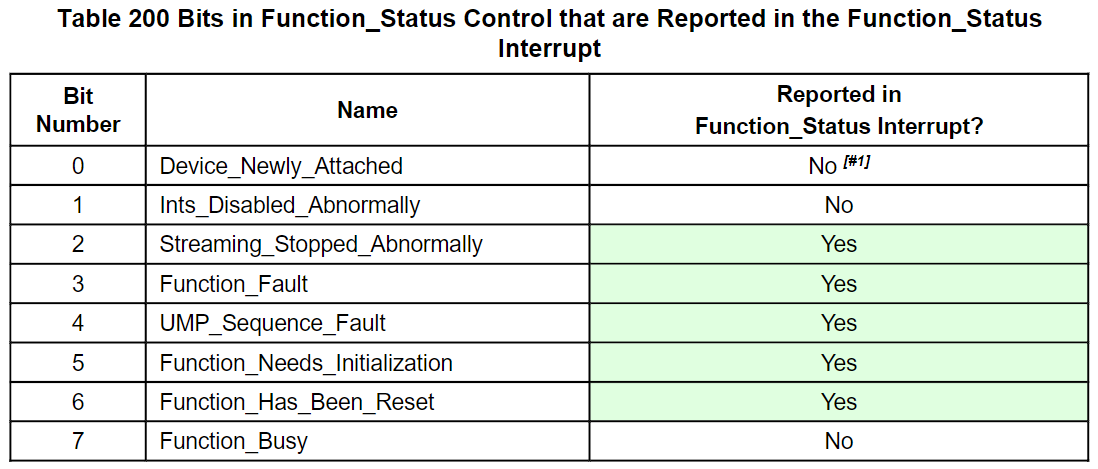 Table 200 Bits in Function_Status Control that are Reported in the Function_Status
Interrupt
Bit
Number
Name
Reported in
Function_Status Interrupt?
0 Device_Newly_Attached No [#1]
1 Ints_Disabled_Abnormally No
2 Streaming_Stopped_Abnormally Yes
3 Function_Fault Yes
4 UMP_Sequence_Fault Yes
5 Function_Needs_Initialization Yes
6 Function_Has_Been_Reset Yes
7 Function_Busy No